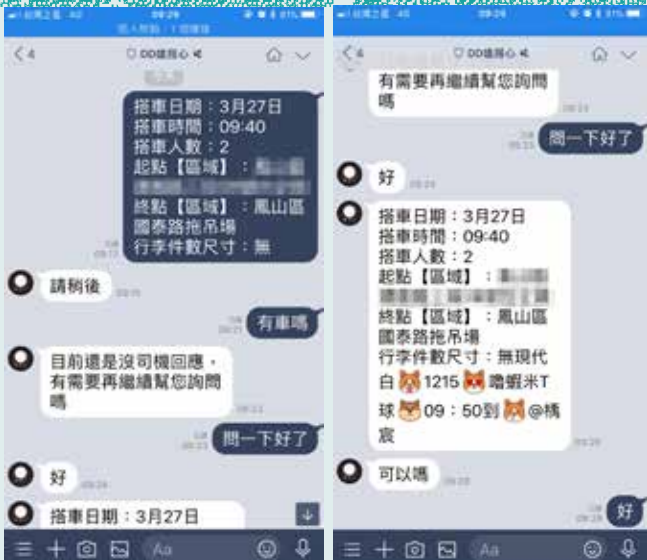 09:29
4
搭車日期：3月27日
搭車時間：09:40
搭車人數：2
起點【區域】：
終點【區域】：鳳山區
國泰路拖吊場
行李件數尺寸：無
請稍後
有車嗎
目前還是沒司機回應，
有需要再繼續幫您詢問
嗎
問一下好了
好
搭車日期：3月27日
Aa
09:29
4
有需要再繼續幫您詢問
嗎
問一下好了
好
搭車日期：3月27日
搭車時間：09:40
搭車人數：2
起點【區域】：
終點【區域】：鳳山區
國泰路拖吊場
行李件數尺寸：無現代
白🐯1215😻嚕蝦米T
球🐯09：50到🐯@橋
宸
可以嗎
好
Aa